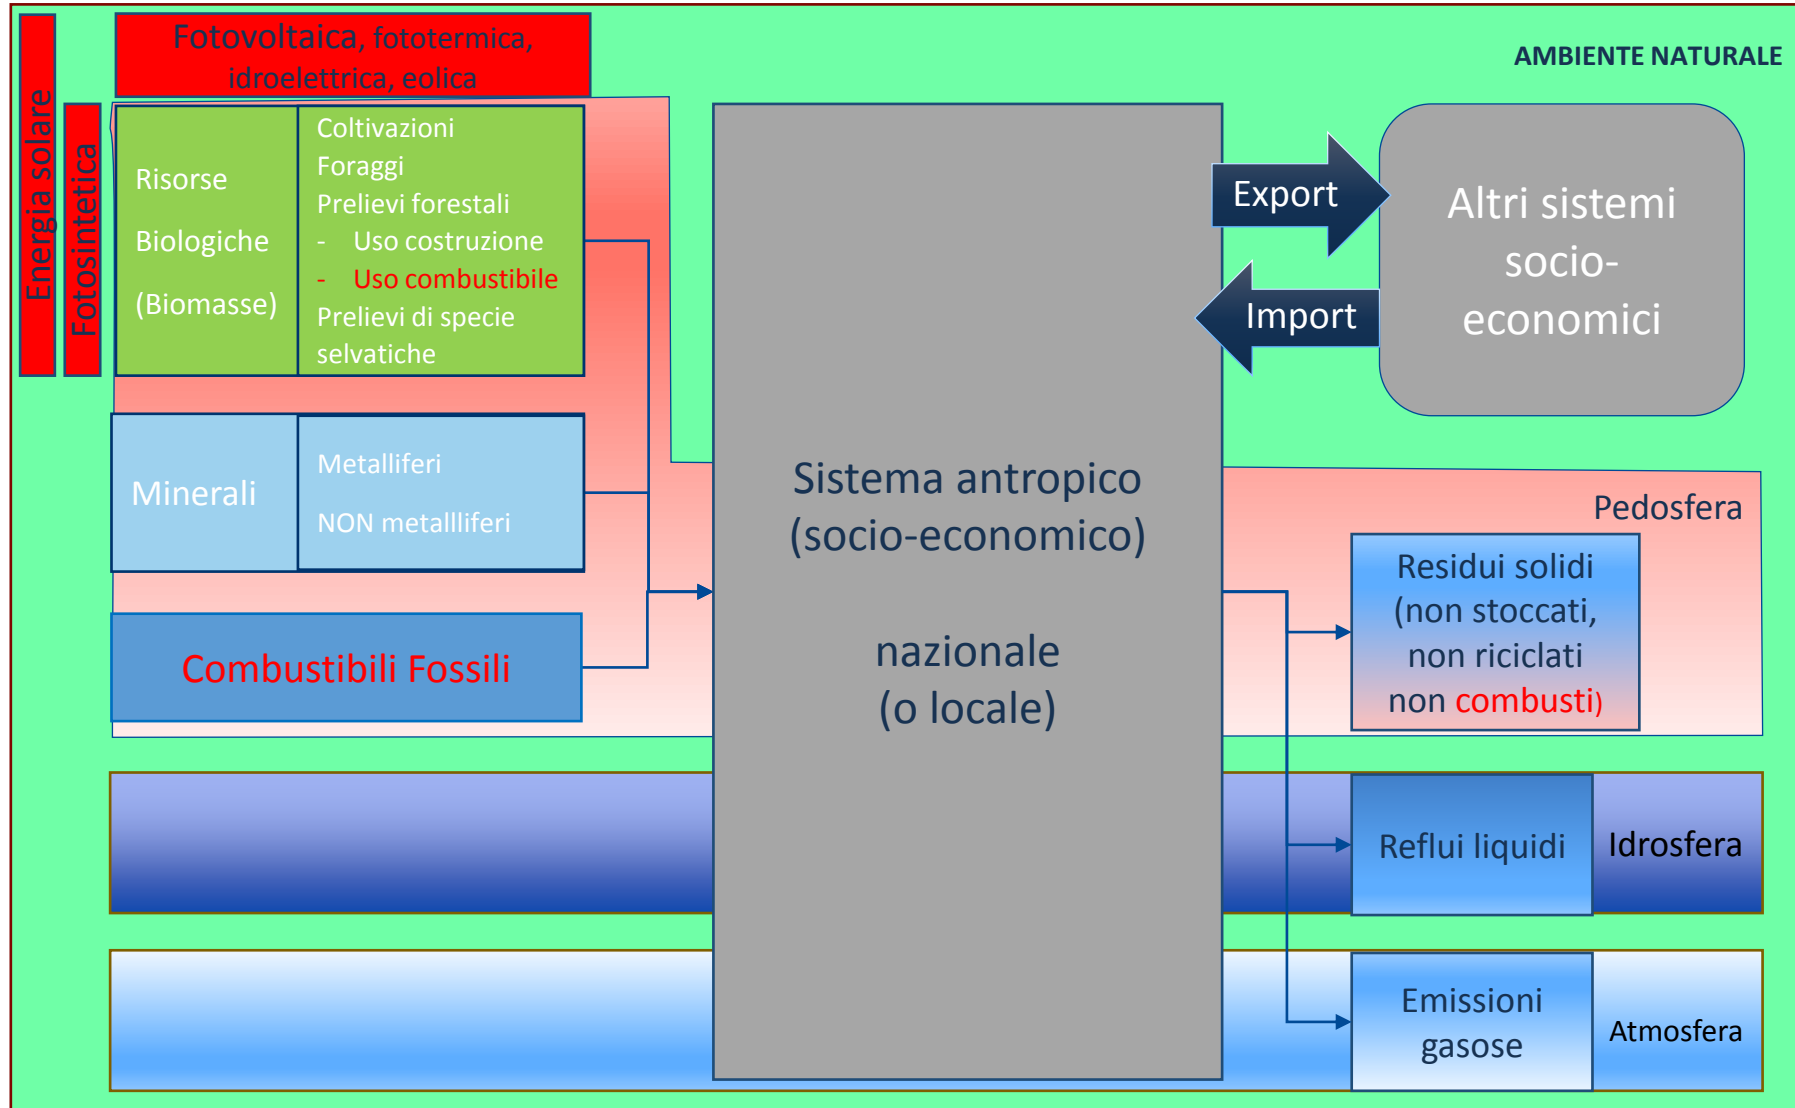 Energia solare
Fotosintetica
Fotovoltaica, fototermica,
idroelettrica, eolica
AMBIENTE NATURALE
Risorse
Biologiche
(Biomasse)
Coltivazioni
Foraggi
Prelievi forestali
- Uso costruzione
- Uso combustibile
Prelievi di specie
selvatiche
Minerali
Metalliferi
NON metallliferi
Combustibili Fossili
Sistema antropico
(socio-economico)
nazionale
(o locale)
Export
Import
Altri sistemi
socio-
economici
Pedosfera
Residui solidi
(non stoccati,
non riciclati
non combusti)
Reflui liquidi
Idrosfera
Emissioni
gasose
Atmosfera